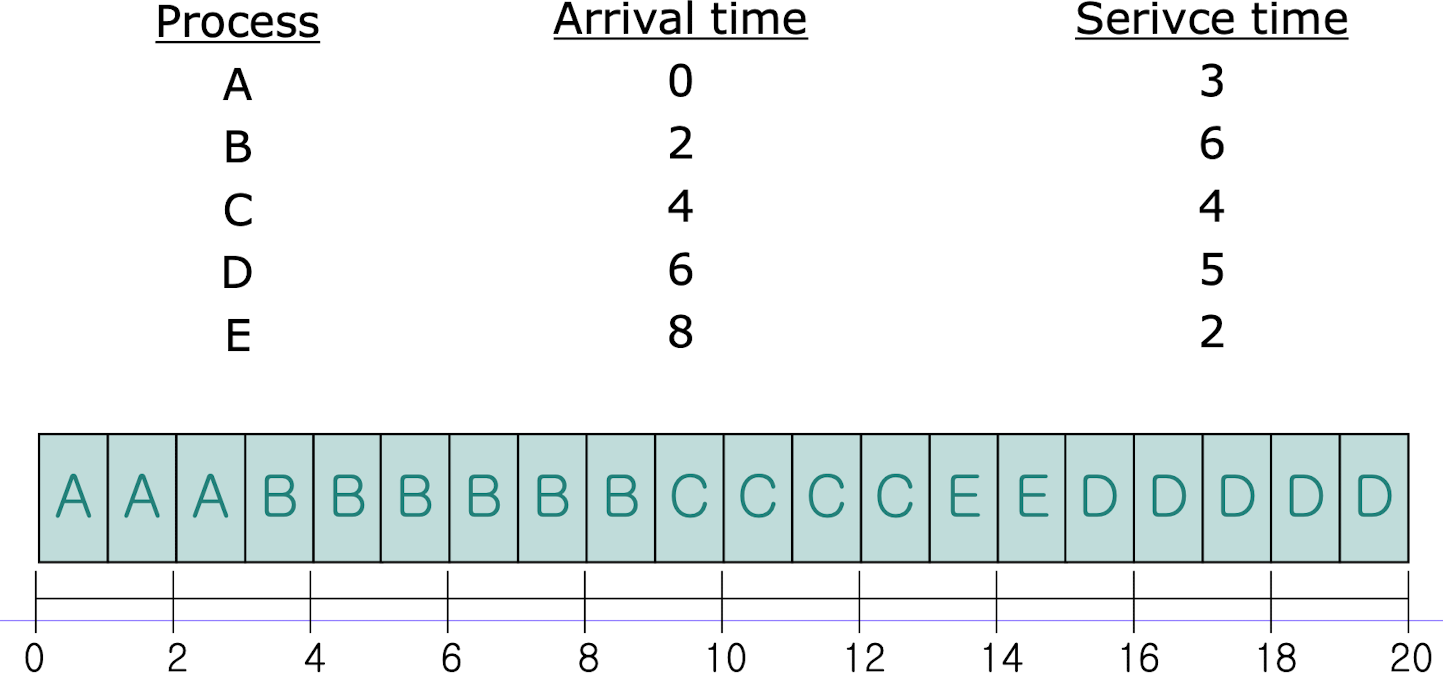 Process Arrival time Serivce time
A 0 3
B 2 6
C 4 4
D 6 5
E 8 2
A A A B B B B B B C C C C E E D D D D D
0 2 4 6 8 10 12 14 16 18 20